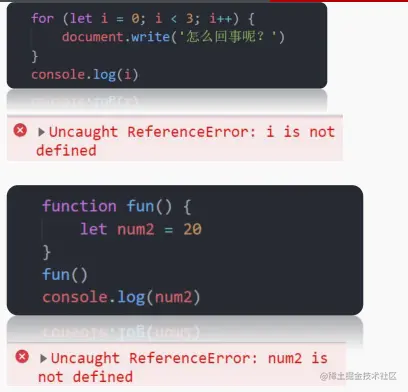 for (let i = 0; i < 3; i++) {
    document.write('怎么回事呢？')
}
console.log(i)
Uncaught ReferenceError: i is not
defined
function fun() {
    let num2 = 20
}
fun()
console.log(num2)
Uncaught ReferenceError: num2 is
not defined
@稀土掘金技术社区